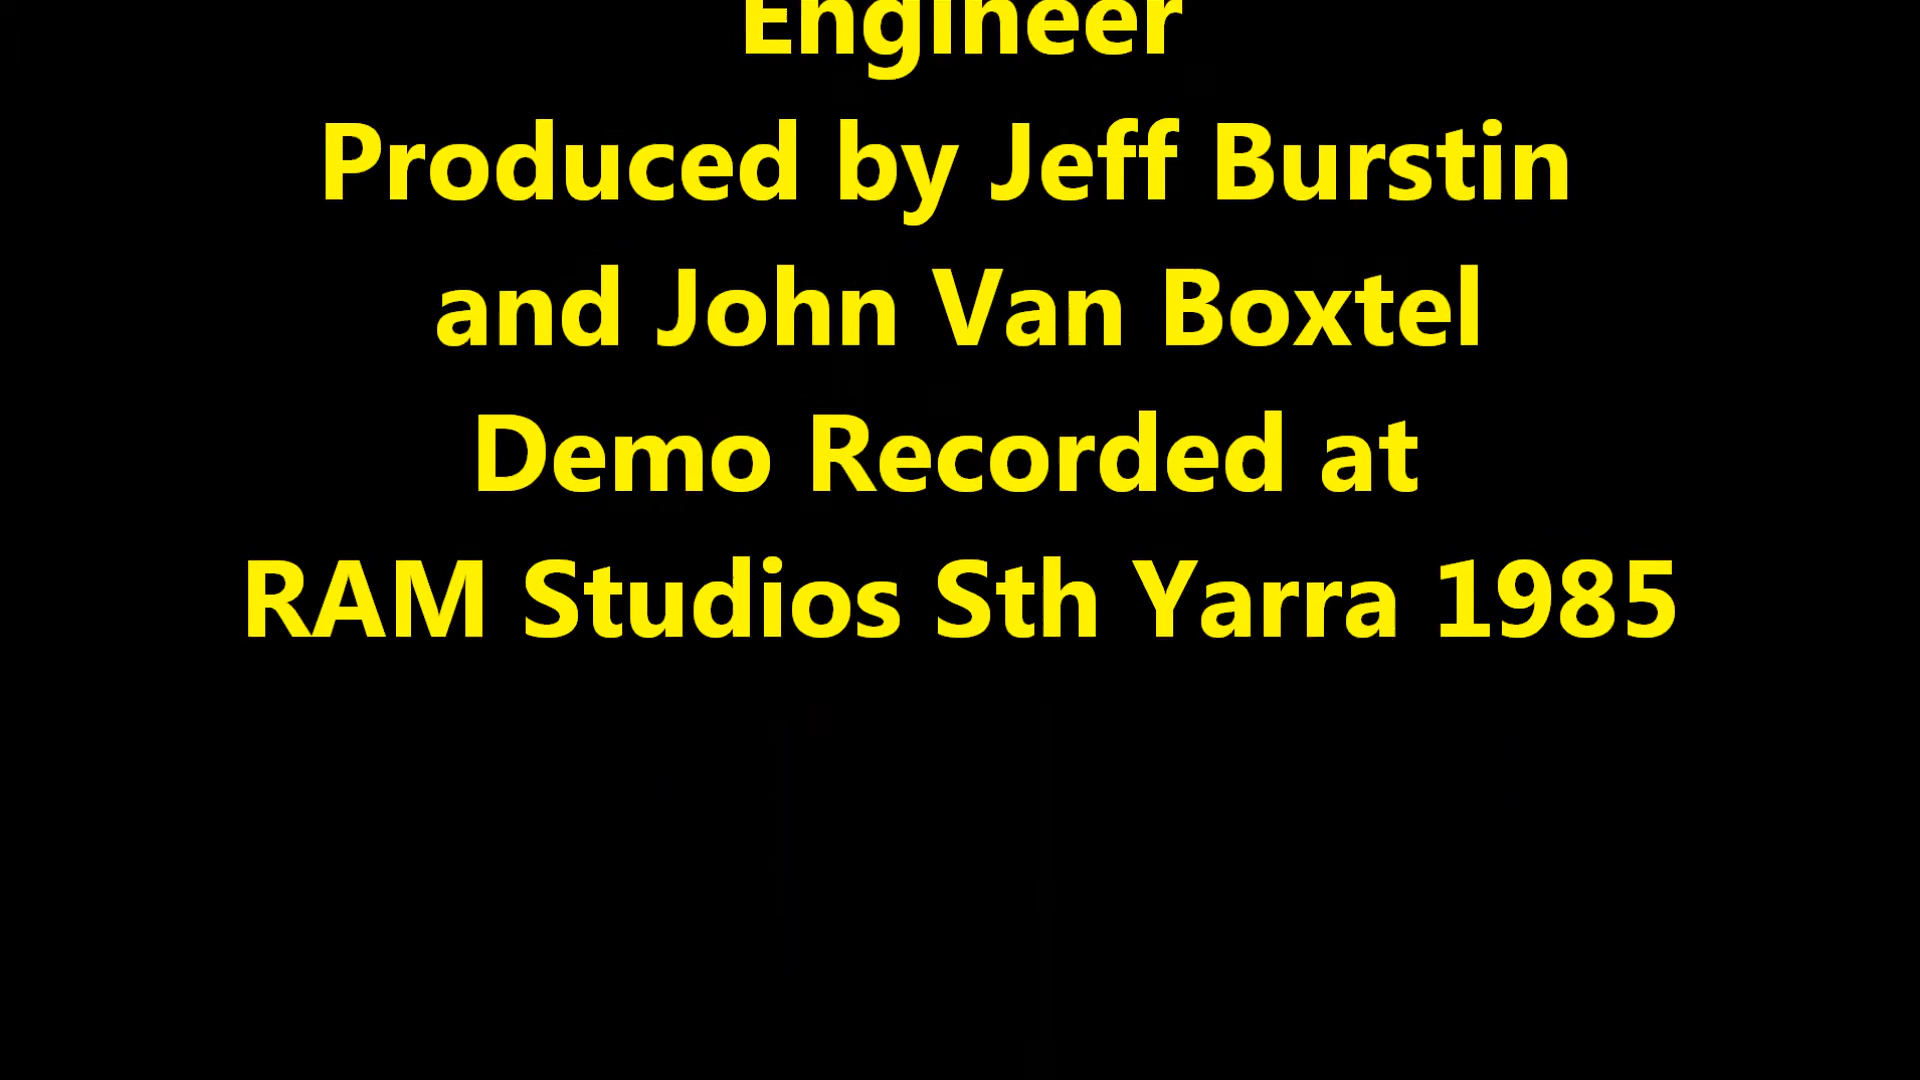 Engineer
Produced by Jeff Burstin
and John Van Boxtel
Demo Recorded at
RAM Studios Sth Yarra 1985